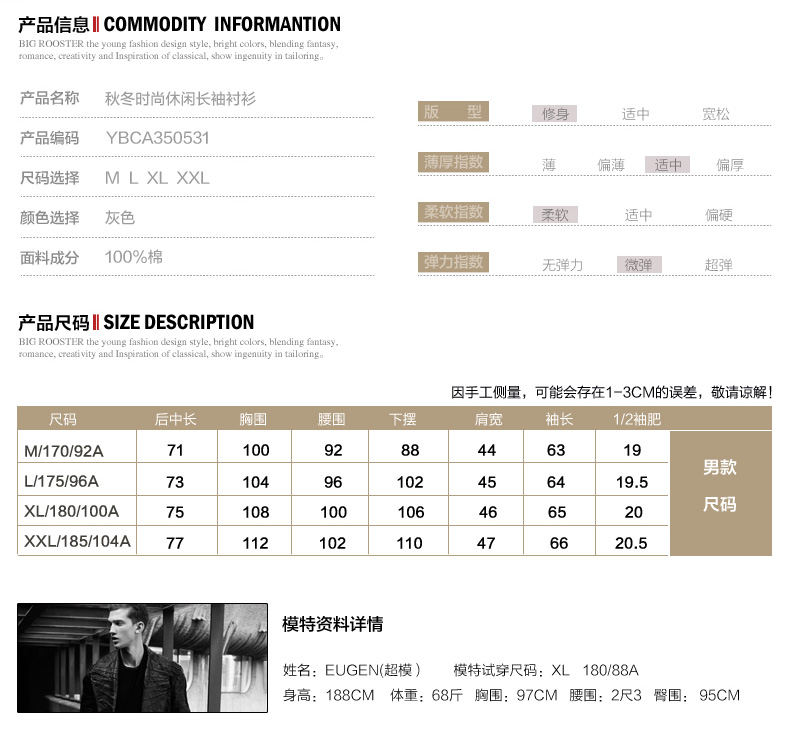 产品信息 COMMODITY INFORMANTION
BIG ROOSTER the young fashion design style, bright colors, blending fantasy,
romance, creativity and Inspiration of classical, show ingenuity in tailoring。
产品名称 秋冬时尚休闲长袖衬衫
产品编码 YBCA350531
尺码选择 M L XL XXL
颜色选择 灰色
面料成分 100%棉
版 型 修身 适中 宽松
薄厚指数 薄 偏薄 适中 偏厚
柔软指数 柔软 适中 偏硬
弹力指数 无弹力 微弹 超弹
产品尺码 SIZE DESCRIPTION
BIG ROOSTER the young fashion design style, bright colors, blending fantasy,
romance, creativity and Inspiration of classical, show ingenuity in tailoring。
因手工侧量，可能会存在1-3CM的误差，敬请谅解！
尺码 后中长 胸围 腰围 下摆 肩宽 袖长 1/2袖肥
M/170/92A 71 100 92 88 44 63 19
L/175/96A 73 104 96 102 45 64 19.5
XL/180/100A 75 108 100 106 46 65 20
XXL/185/104A 77 112 102 110 47 66 20.5
男款
尺码
模特资料详情
姓名：EUGEN(超模 ) 模特试穿尺码：XL 180/88A
身高：188CM 体重：68斤 胸围：97CM 腰围：2尺3 臀围： 95CM